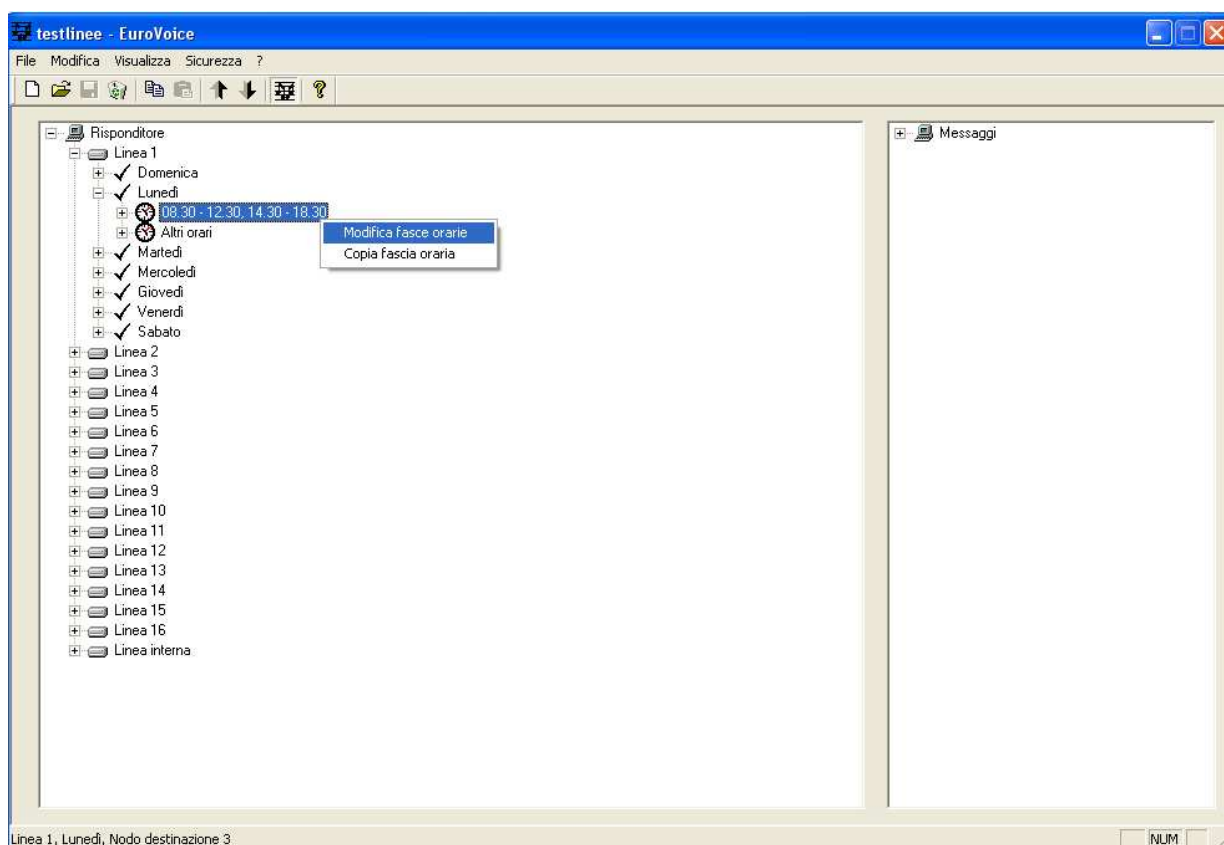 testlinee - EuroVoice
File Modifica Visualizza Sicurezza ?
Risponditore
Linea 1
Domenica
Lunedì
08.30 - 12.30, 14.30 - 18.30
Altri orari
Modifica fasce orarie
Copia fascia oraria
Martedì
Mercoledì
Giovedì
Venerdì
Sabato
Linea 2
Linea 3
Linea 4
Linea 5
Linea 6
Linea 7
Linea 8
Linea 9
Linea 10
Linea 11
Linea 12
Linea 13
Linea 14
Linea 15
Linea 16
Linea interna
Messaggi
Linea 1, Lunedì, Nodo destinazione 3
NUM